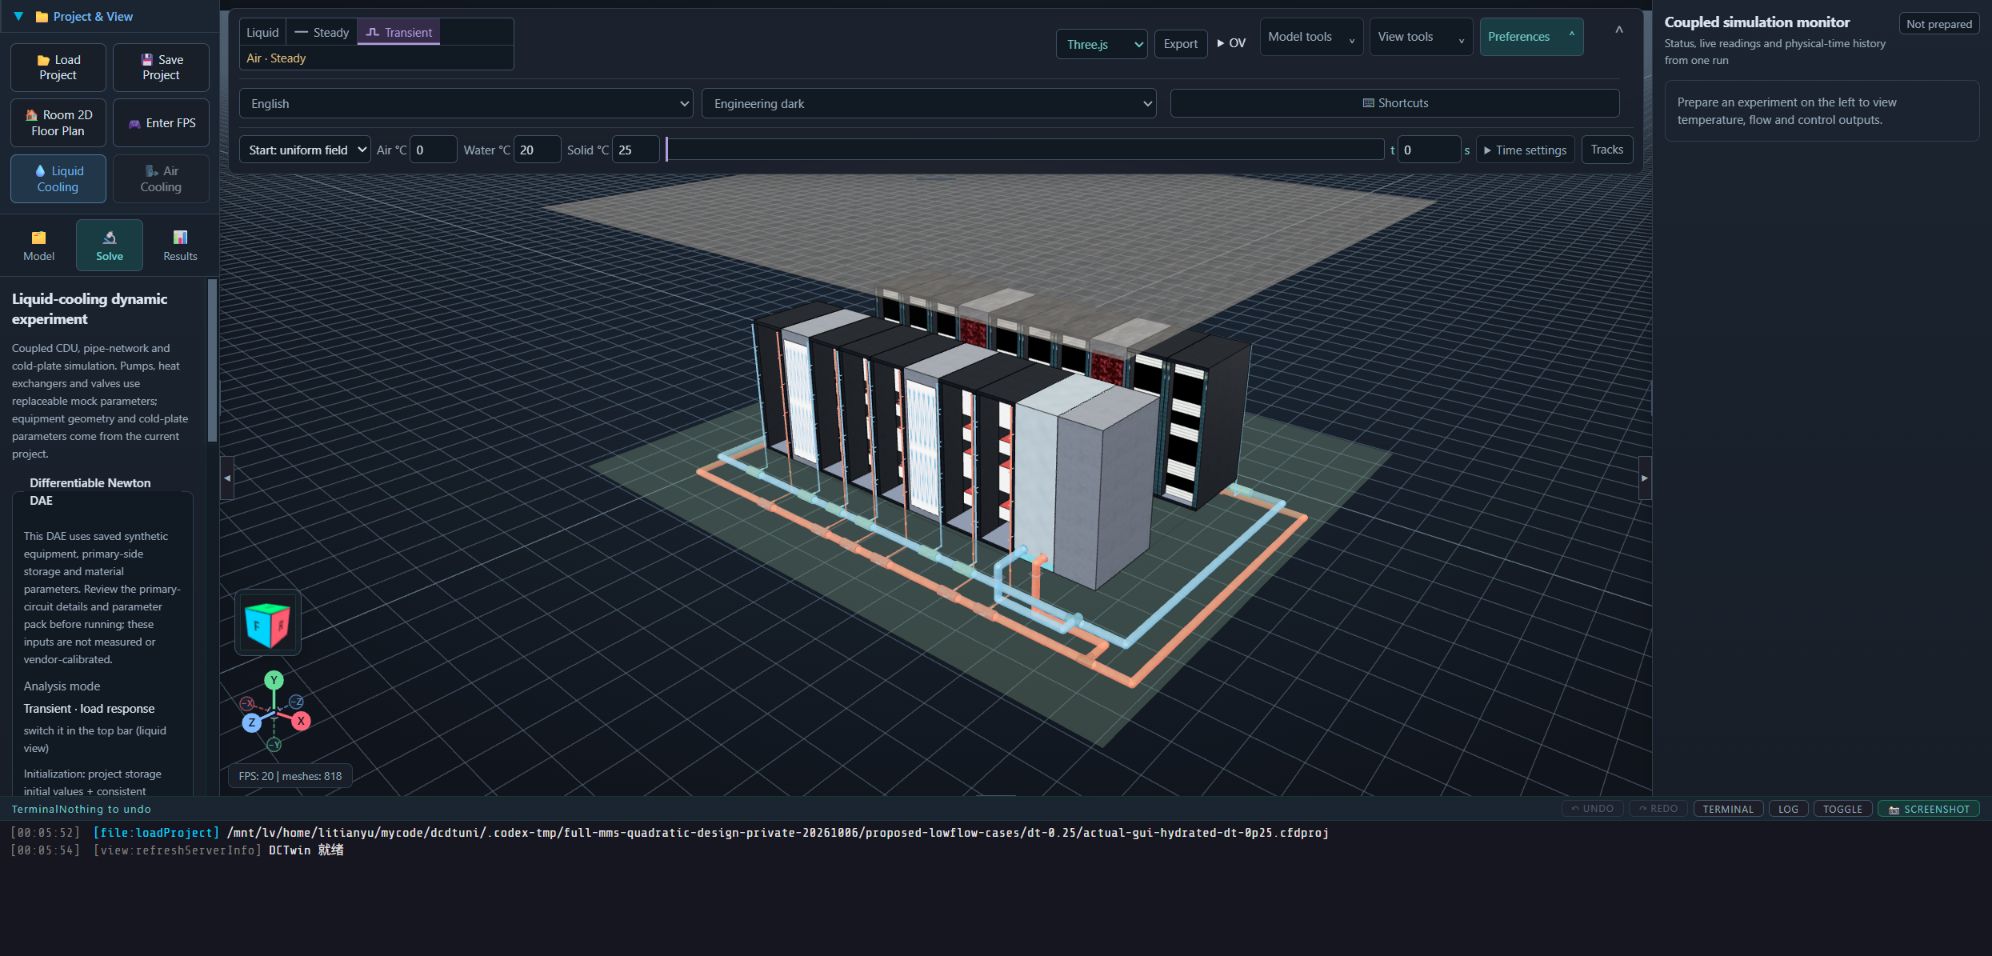 ▼ 📁 Project & View
📂 Load Project
💾 Save Project
🏠 Room 2D Floor Plan
🎮 Enter FPS
💧 Liquid Cooling
Air Cooling
Model
Solve
Results
Liquid-cooling dynamic
experiment
Coupled CDU, pipe-network and
cold-plate simulation. Pumps, heat
exchangers and valves use
replaceable mock parameters;
equipment geometry and cold-plate
parameters come from the current
project.
Differentiable Newton
DAE
This DAE uses saved synthetic
equipment, primary-side
storage and material
parameters. Review the primary-
circuit details and parameter
pack before running; these
inputs are not measured or
vendor-calibrated.
Analysis mode
Transient · load response
switch it in the top bar (liquid
view)
Initialization: project storage
initial values + consistent
Liquid
Steady
Transient
Air · Steady
Three.js
Export
▶ OV
Model tools
View tools
Preferences
English
Engineering dark
Shortcuts
Start: uniform field
Air °C 0
Water °C 20
Solid °C 25
t 0 s
▶ Time settings
Tracks
F
R
Y
-X
-Z
Z
X
-Y
FPS: 20 | meshes: 818
Coupled simulation monitor
Not prepared
Status, live readings and physical-time history
from one run
Prepare an experiment on the left to view
temperature, flow and control outputs.
TerminalNothing to undo
↶ UNDO
↷ REDO
TERMINAL
LOG
TOGGLE
📷 SCREENSHOT
[00:05:52] [file:loadProject] /mnt/lv/home/litianyu/mycode/dcdtuni/.codex-tmp/full-mms-quadratic-design-private-20261006/proposed-lowflow-cases/dt-0.25/actual-gui-hydrated-dt-0p25.cfdproj
[00:05:54] [view:refreshServerInfo] DCTwin 就绪